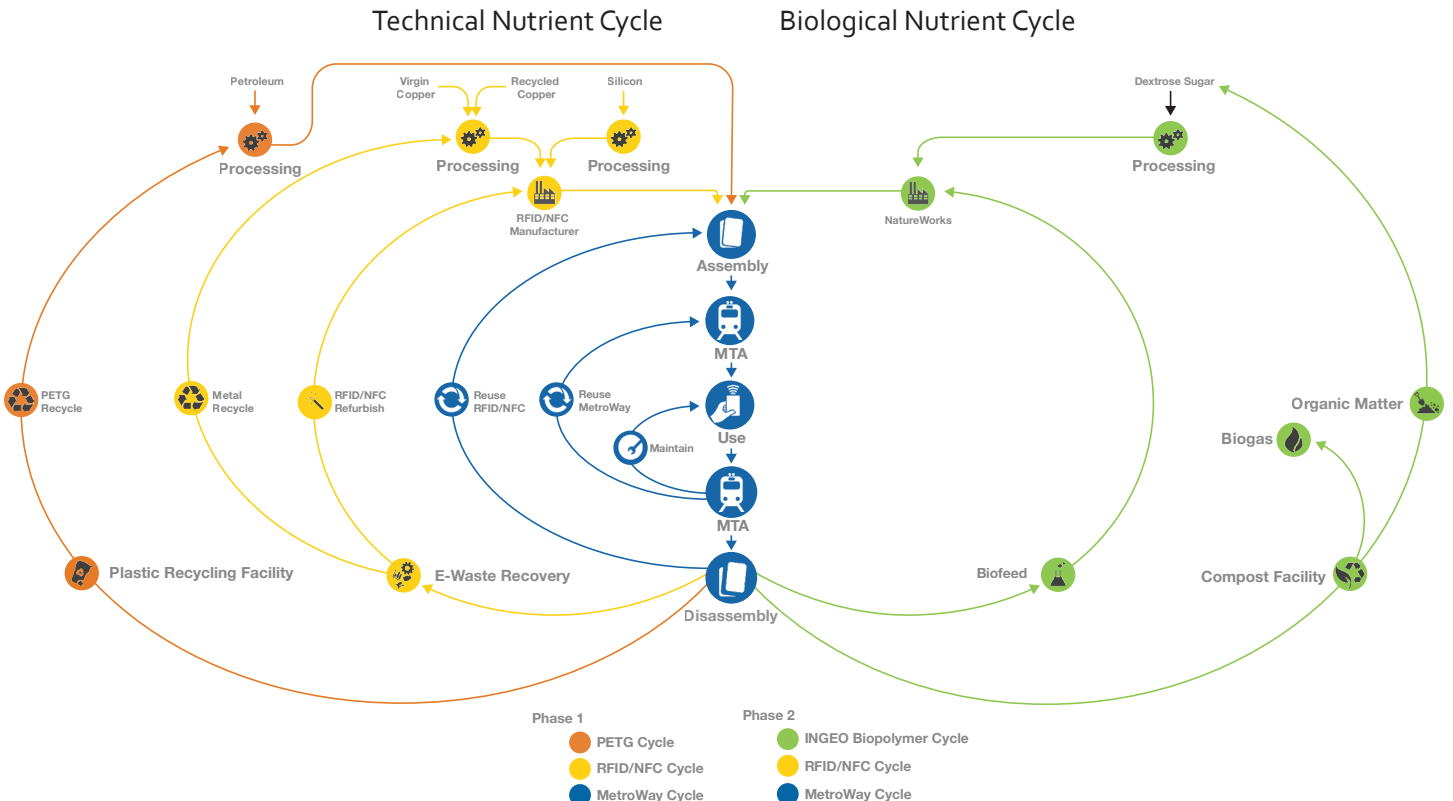 Technical Nutrient Cycle
Biological Nutrient Cycle
Petroleum
Virgin
Copper
Recycled
Copper
Silicon
Dextrose Sugar
Processing
Processing
Processing
Processing
RFID/NFC
Manufacturer
NatureWorks
Assembly
MTA
PETG
Recycle
Metal
Recycle
RFID/NFC
Refurbish
Reuse
RFID/NFC
Reuse
MetroWay
Use
Maintain
Organic Matter
Biogas
MTA
Plastic Recycling Facility
E-Waste Recovery
Disassembly
Biofeed
Compost Facility
Phase 1
PETG Cycle
RFID/NFC Cycle
MetroWay Cycle
Phase 2
INGEO Biopolymer Cycle
RFID/NFC Cycle
MetroWay Cycle